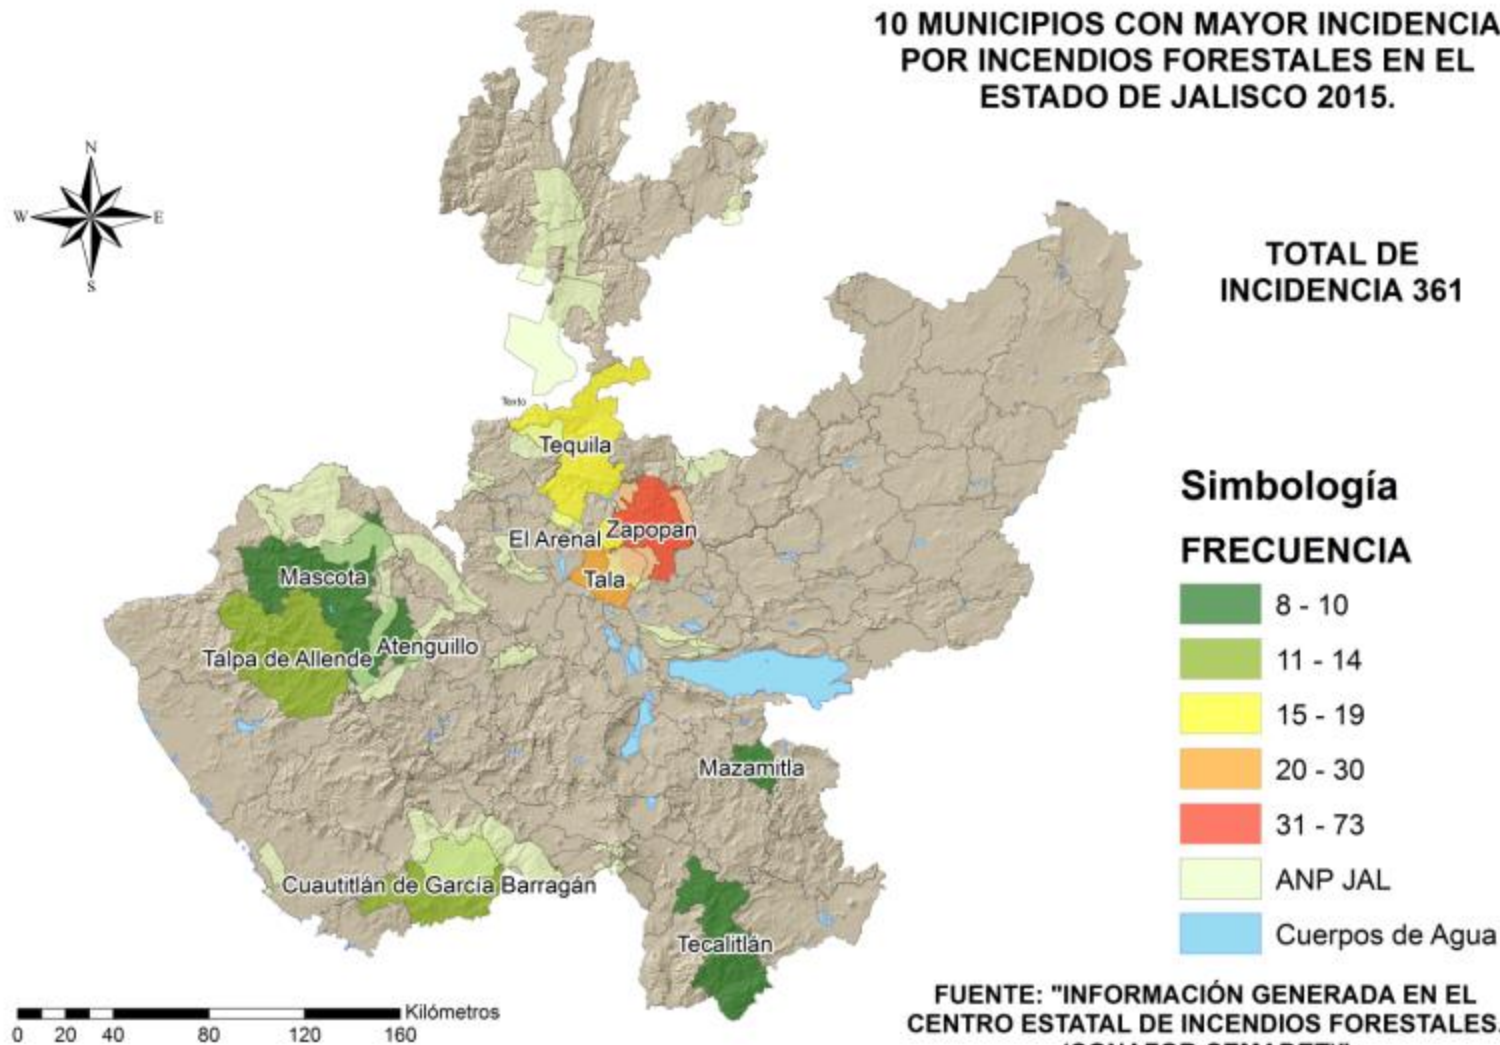 10 MUNICIPIOS CON MAYOR INCIDENCIA
POR INCENDIOS FORESTALES EN EL
ESTADO DE JALISCO 2015.
N
W
E
S
TOTAL DE
INCIDENCIA 361
Texto
Tequila
El Arenal
Zapopan
Tala
Mascota
Atenguillo
Talpa de Allende
Mazamitla
Cuautitlán de García Barragán
Tecalitlán
Simbología
FRECUENCIA
8 - 10
11 - 14
15 - 19
20 - 30
31 - 73
ANP JAL
Cuerpos de Agua
Kilómetros
0 20 40 80 120 160
FUENTE: "INFORMACIÓN GENERADA EN EL
CENTRO ESTATAL DE INCENDIOS FORESTALES.